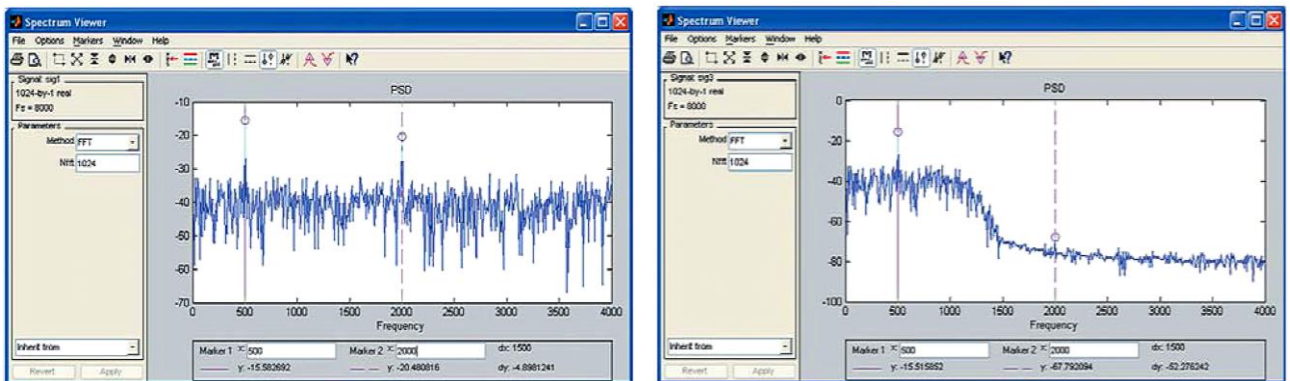 Spectrum Viewer
File Options Markers Window Help
Signal: sig1
1024-by-1 real
Fs = 8000
Parameters
Method FFT
Nfft 1024
Inherit from
Revert Apply
PSD
-10
-20
-30
-40
-50
-60
-70
0 500 1000 1500 2000 2500 3000 3500 4000
Frequency
Marker 1 x: 500 Marker 2 x: 2000 dx: 1500
y: -15.582692 y: -20.480816 dy: -4.8981241
Spectrum Viewer
File Options Markers Window Help
Signal: sig3
1024-by-1 real
Fs = 8000
Parameters
Method FFT
Nfft 1024
Inherit from
Revert Apply
PSD
0
-20
-40
-60
-80
-100
0 500 1000 1500 2000 2500 3000 3500 4000
Frequency
Marker 1 x: 500 Marker 2 x: 2000 dx: 1500
y: -15.515852 y: -67.792094 dy: -52.276242